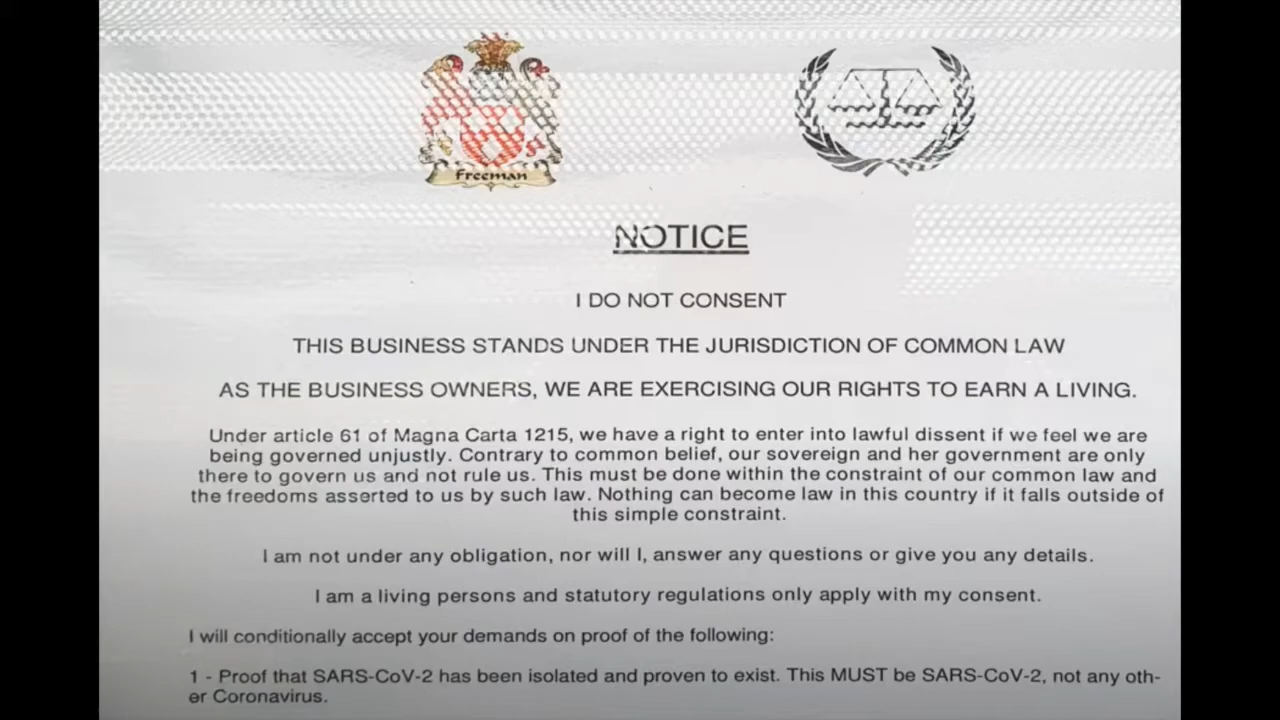 Freeman
NOTICE
I DO NOT CONSENT
THIS BUSINESS STANDS UNDER THE JURISDICTION OF COMMON LAW
AS THE BUSINESS OWNERS, WE ARE EXERCISING OUR RIGHTS TO EARN A LIVING.
Under article 61 of Magna Carta 1215, we have a right to enter into lawful dissent if we feel we are
being governed unjustly. Contrary to common belief, our sovereign and her government are only
there to govern us and not rule us. This must be done within the constraint of our common law and
the freedoms asserted to us by such law. Nothing can become law in this country if it falls outside of
this simple constraint.
I am not under any obligation, nor will I, answer any questions or give you any details.
I am a living persons and statutory regulations only apply with my consent.
I will conditionally accept your demands on proof of the following:
1 - Proof that SARS-CoV-2 has been isolated and proven to exist. This MUST be SARS-CoV-2, not any oth-
er Coronavirus.